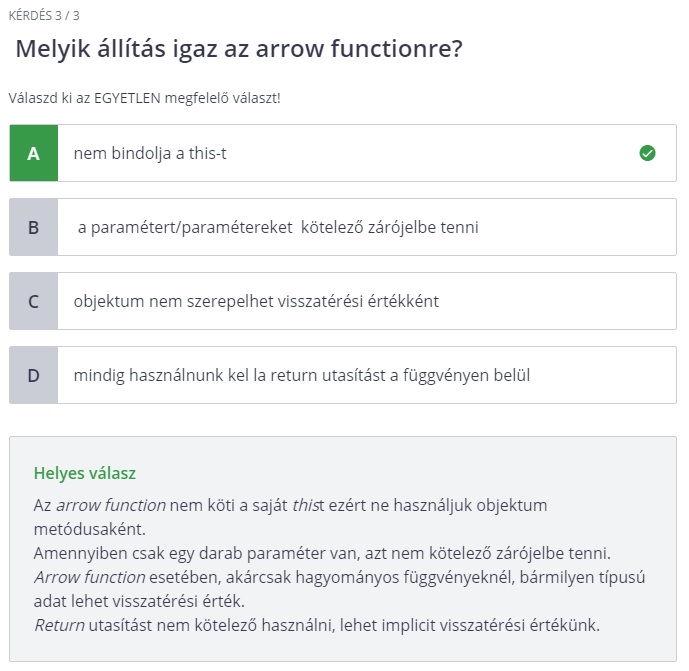 KÉRDÉS 3 / 3
Melyik állítás igaz az arrow functionre?
Válaszd ki az EGYETLEN megfelelő választ!
A nem bindolja a this-t
B a paramétert/paramétereket kötelező zárójelbe tenni
C objektum nem szerepelhet visszatérési értékként
D mindig használnunk kel la return utasítást a függvényen belül
Helyes válasz
Az arrow function nem köti a saját thist ezért ne használjuk objektum
metódusaként.
Amennyiben csak egy darab paraméter van, azt nem kötelező zárójelbe tenni.
Arrow function esetében, akárcsak hagyományos függvényeknél, bármilyen típusú
adat lehet visszatérési érték.
Return utasítást nem kötelező használni, lehet implicit visszatérési értékünk.